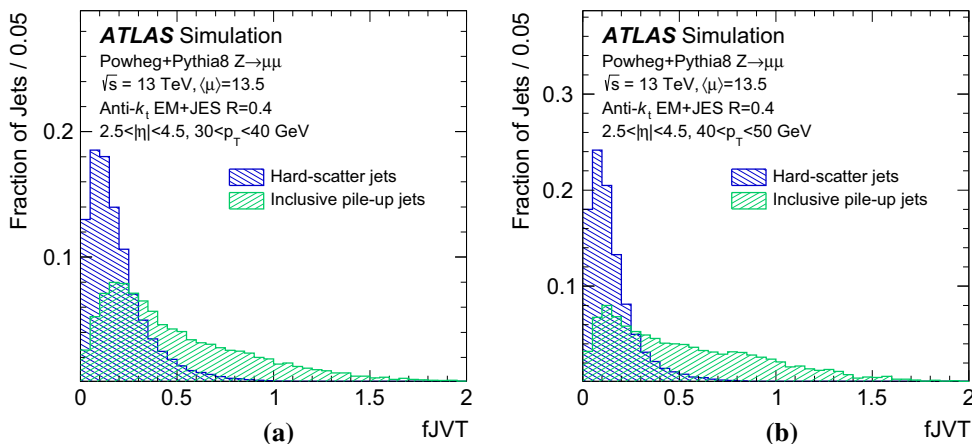 Fraction of Jets / 0.05
ATLAS Simulation
Powheg+Pythia8 Z→μμ
√s = 13 TeV, ⟨μ⟩=13.5
Anti-kt EM+JES R=0.4
2.5<|η|<4.5, 30<pT<40 GeV
Hard-scatter jets
Inclusive pile-up jets
0.2
0.1
0 0.5 1 1.5 2
fJVT
(a)
Fraction of Jets / 0.05
ATLAS Simulation
Powheg+Pythia8 Z→μμ
√s = 13 TeV, ⟨μ⟩=13.5
Anti-kt EM+JES R=0.4
2.5<|η|<4.5, 40<pT<50 GeV
Hard-scatter jets
Inclusive pile-up jets
0.3
0.2
0.1
0 0.5 1 1.5 2
fJVT
(b)